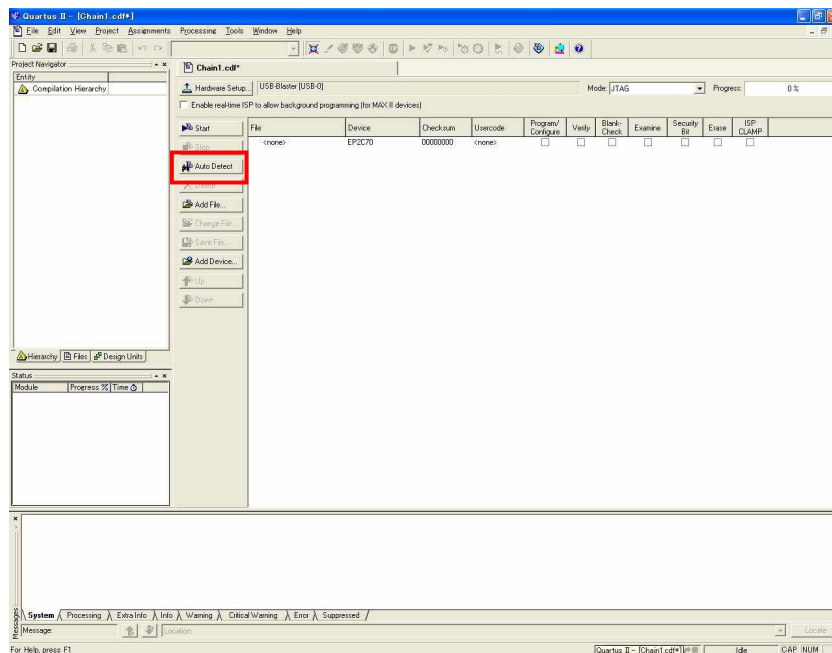 Quartus II - [Chain1.cdf*]
File Edit View Project Assignments Processing Tools Window Help
Project Navigator
Entity
Compilation Hierarchy
Hierarchy Files Design Units
Status
Module Progress % Time
Chain1.cdf*
Hardware Setup... USB-Blaster [USB-0] Mode: JTAG Progress: 0 %
Enable real-time ISP to allow background programming (for MAX II devices)
Start
Stop
Auto Detect
Delete
Add File...
Change File...
Save File...
Add Device...
Up
Down
File Device Checksum Usercode Program/Configure Verify Blank-Check Examine Security Bit Erase ISP CLAMP
<none> EP2C70 00000000 <none>
Messages
System Processing Extra Info Info Warning Critical Warning Error Suppressed
Message: Location: Locate
For Help, press F1 Quartus II - [Chain1.cdf*] Idle CAP NUM